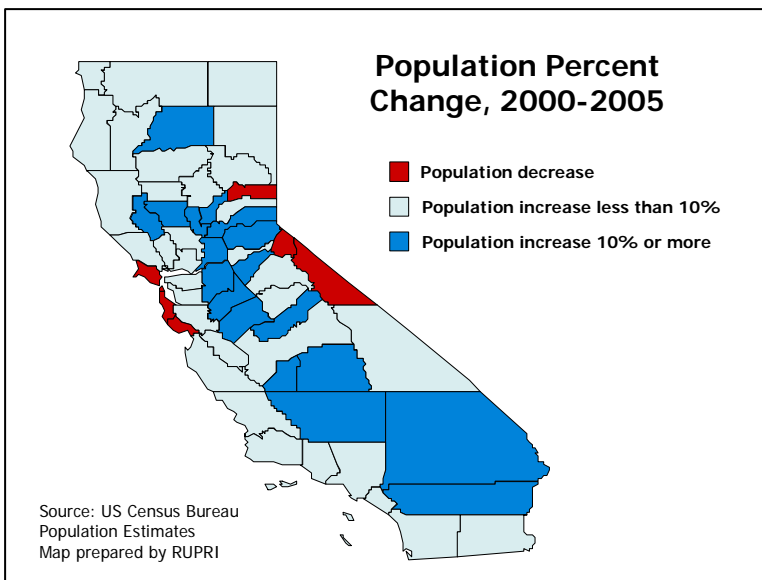 Population Percent
Change, 2000-2005
Population decrease
Population increase less than 10%
Population increase 10% or more
Source: US Census Bureau
Population Estimates
Map prepared by RUPRI